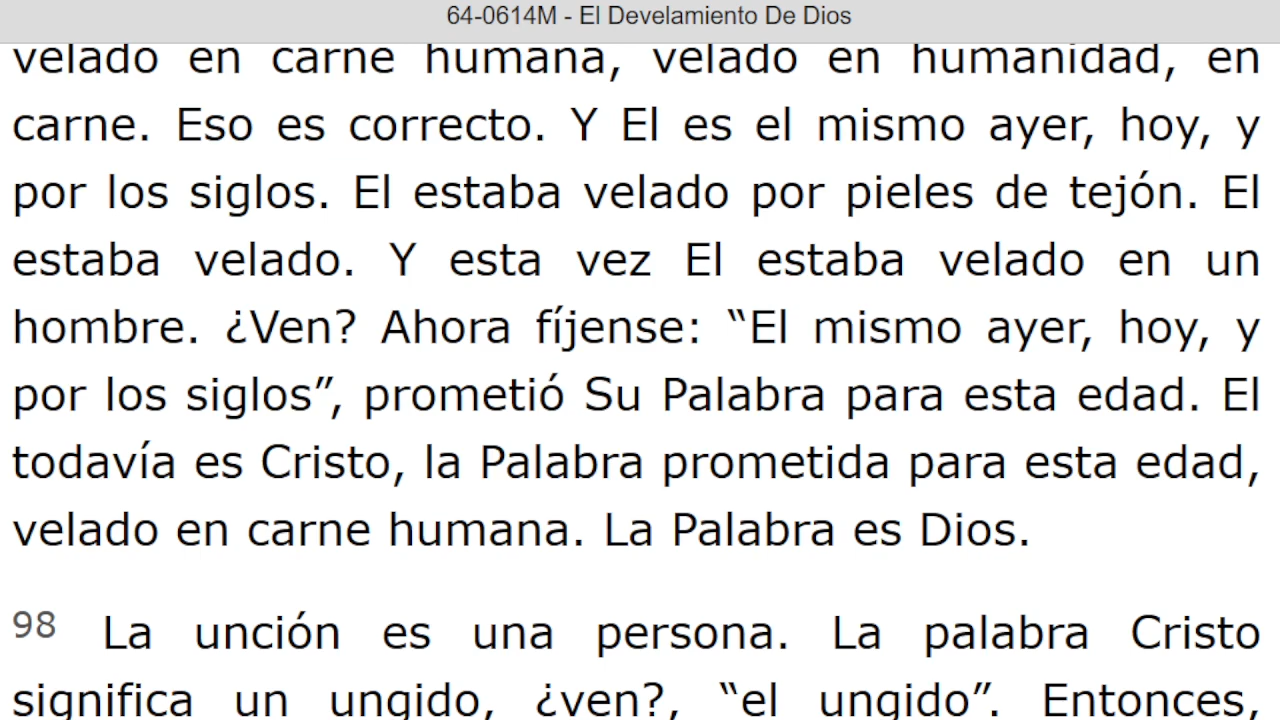 64-0614M - El Develamiento De Dios
velado en carne humana, velado en humanidad, en
carne. Eso es correcto. Y El es el mismo ayer, hoy, y
por los siglos. El estaba velado por pieles de tejón. El
estaba velado. Y esta vez El estaba velado en un
hombre. ¿Ven? Ahora fíjense: “El mismo ayer, hoy, y
por los siglos”, prometió Su Palabra para esta edad. El
todavía es Cristo, la Palabra prometida para esta edad,
velado en carne humana. La Palabra es Dios.
98 La unción es una persona. La palabra Cristo
significa un ungido, ¿ven?, “el ungido”. Entonces,